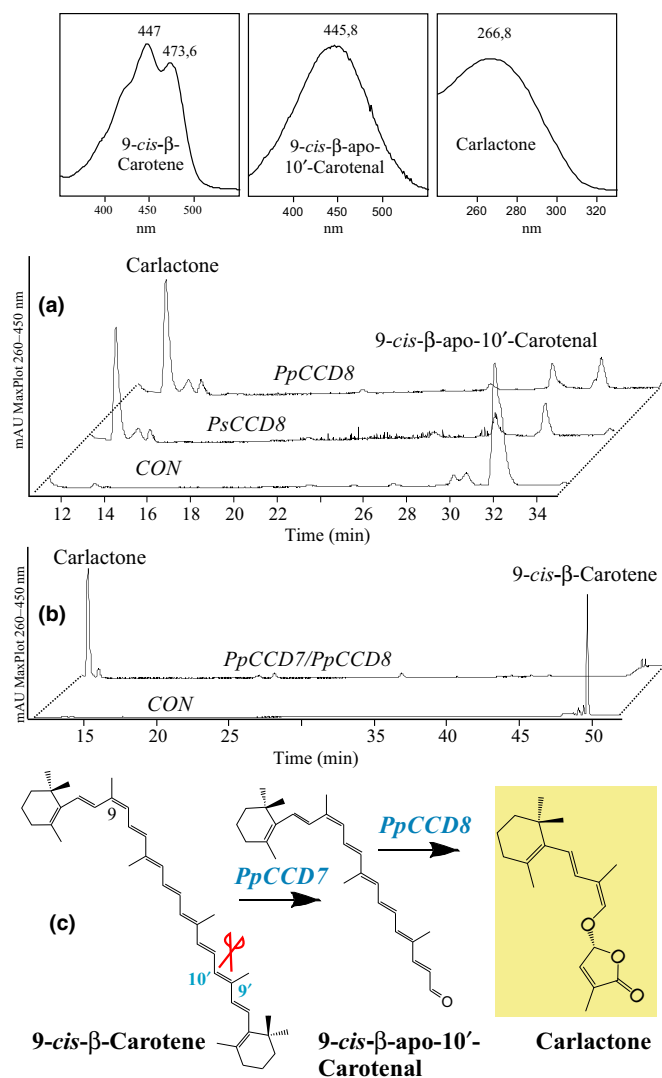 447
473,6
9-cis-β-
Carotene
400 450 500
nm
445,8
9-cis-β-apo-
10′-Carotenal
400 450 500
nm
266,8
Carlactone
260 280 300 320
nm
(a)
mAU MaxPlot 260–450 nm
Carlactone
9-cis-β-apo-10′-Carotenal
PpCCD8
PsCCD8
CON
12 14 16 18 20 22 24 26 28 30 32 34
Time (min)
(b)
mAU MaxPlot 260–450 nm
Carlactone
9-cis-β-Carotene
PpCCD7/PpCCD8
CON
15 20 30 40 50
Time (min)
(c)
9
10′
9′
9-cis-β-Carotene
PpCCD7
O
9-cis-β-apo-10′-
Carotenal
PpCCD8
O
O
O
Carlactone